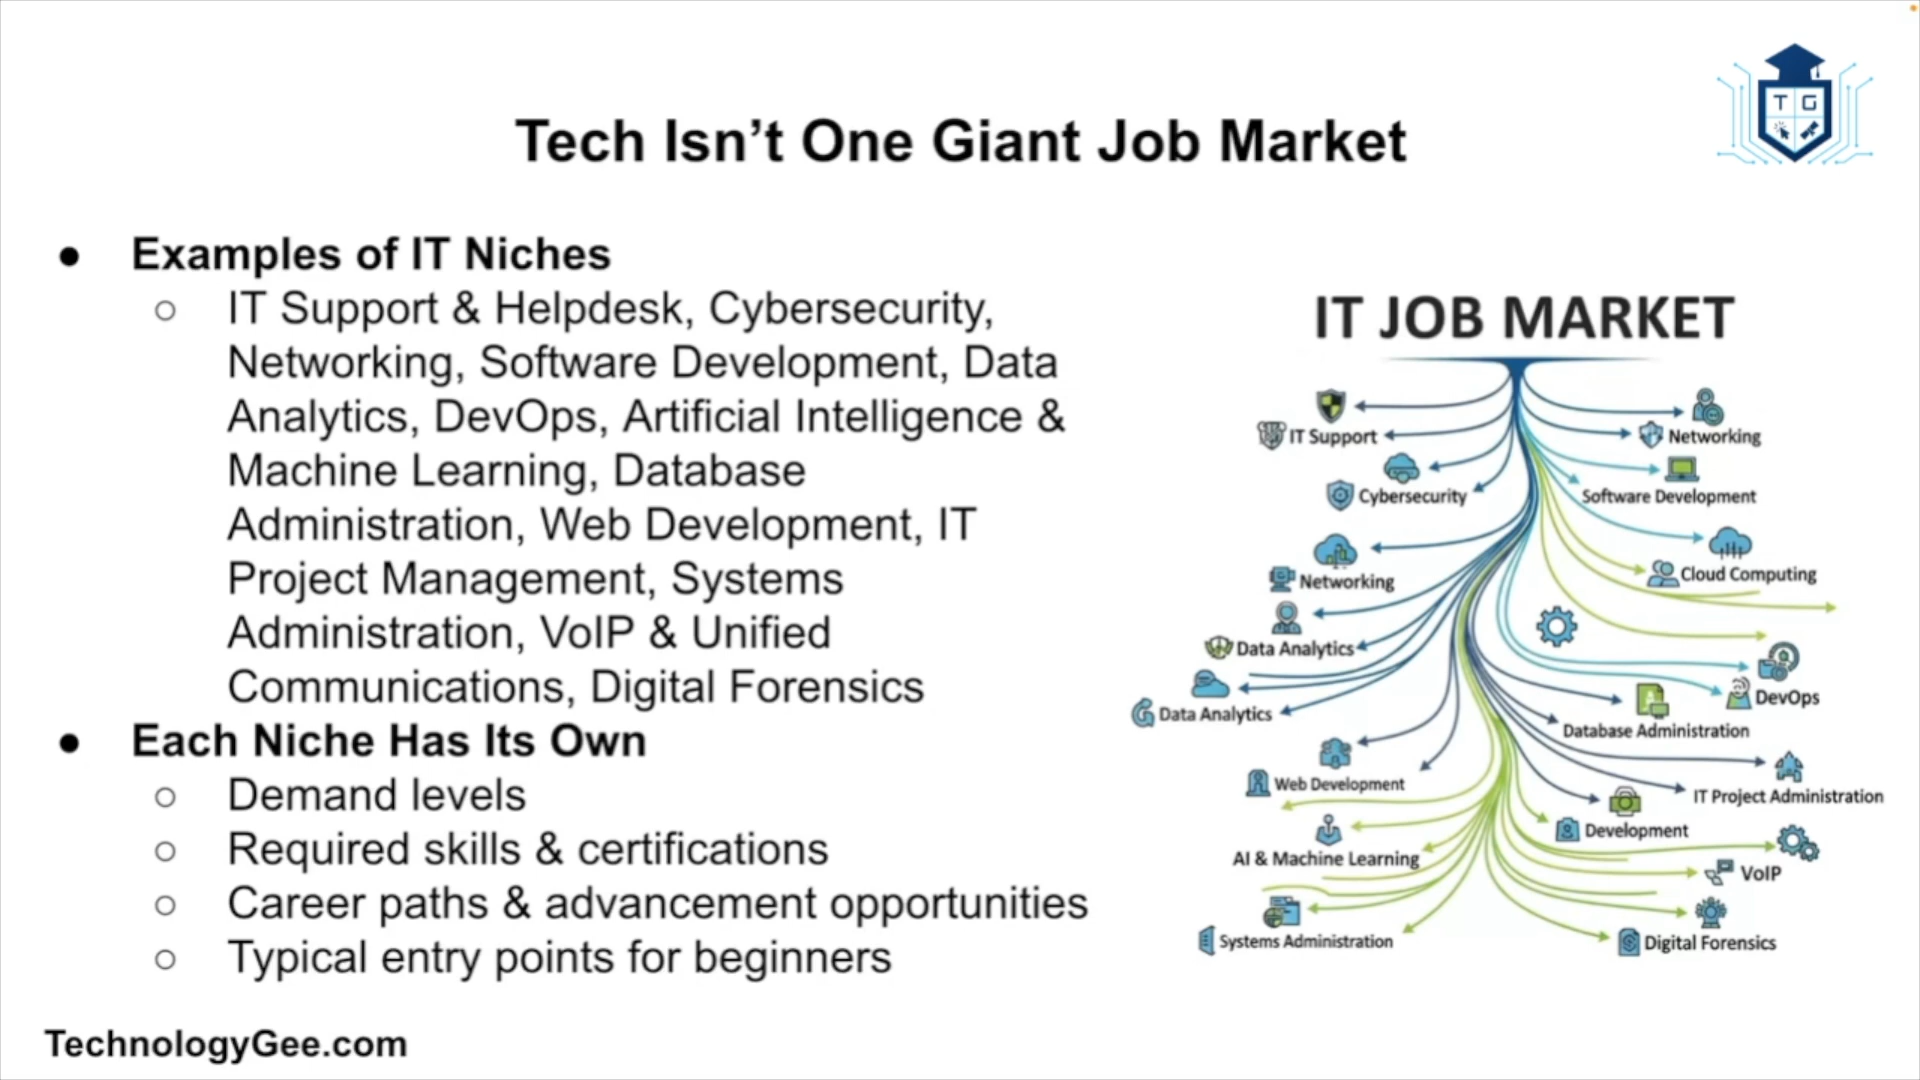 T G
Tech Isn’t One Giant Job Market
● Examples of IT Niches
○ IT Support & Helpdesk, Cybersecurity,
Networking, Software Development, Data
Analytics, DevOps, Artificial Intelligence &
Machine Learning, Database
Administration, Web Development, IT
Project Management, Systems
Administration, VoIP & Unified
Communications, Digital Forensics
● Each Niche Has Its Own
○ Demand levels
○ Required skills & certifications
○ Career paths & advancement opportunities
○ Typical entry points for beginners
IT JOB MARKET
IT Support
Networking
Cybersecurity
Software Development
Networking
Cloud Computing
Data Analytics
DevOps
Data Analytics
Database Administration
Web Development
IT Project Administration
Development
AI & Machine Learning
VoIP
Systems Administration
Digital Forensics
TechnologyGee.com